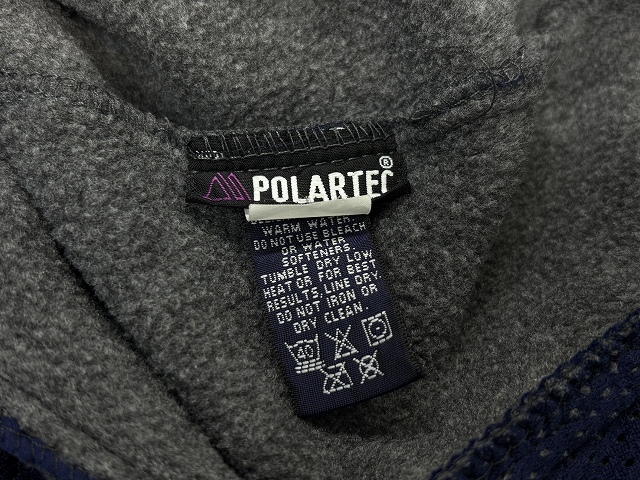 POLARTEC®
WARM WATER.
DO NOT USE BLEACH
OR WATER
SOFTENERS.
TUMBLE DRY LOW
HEAT OR FOR BEST
RESULTS, LINE DRY.
DO NOT IRON OR
DRY CLEAN.
40